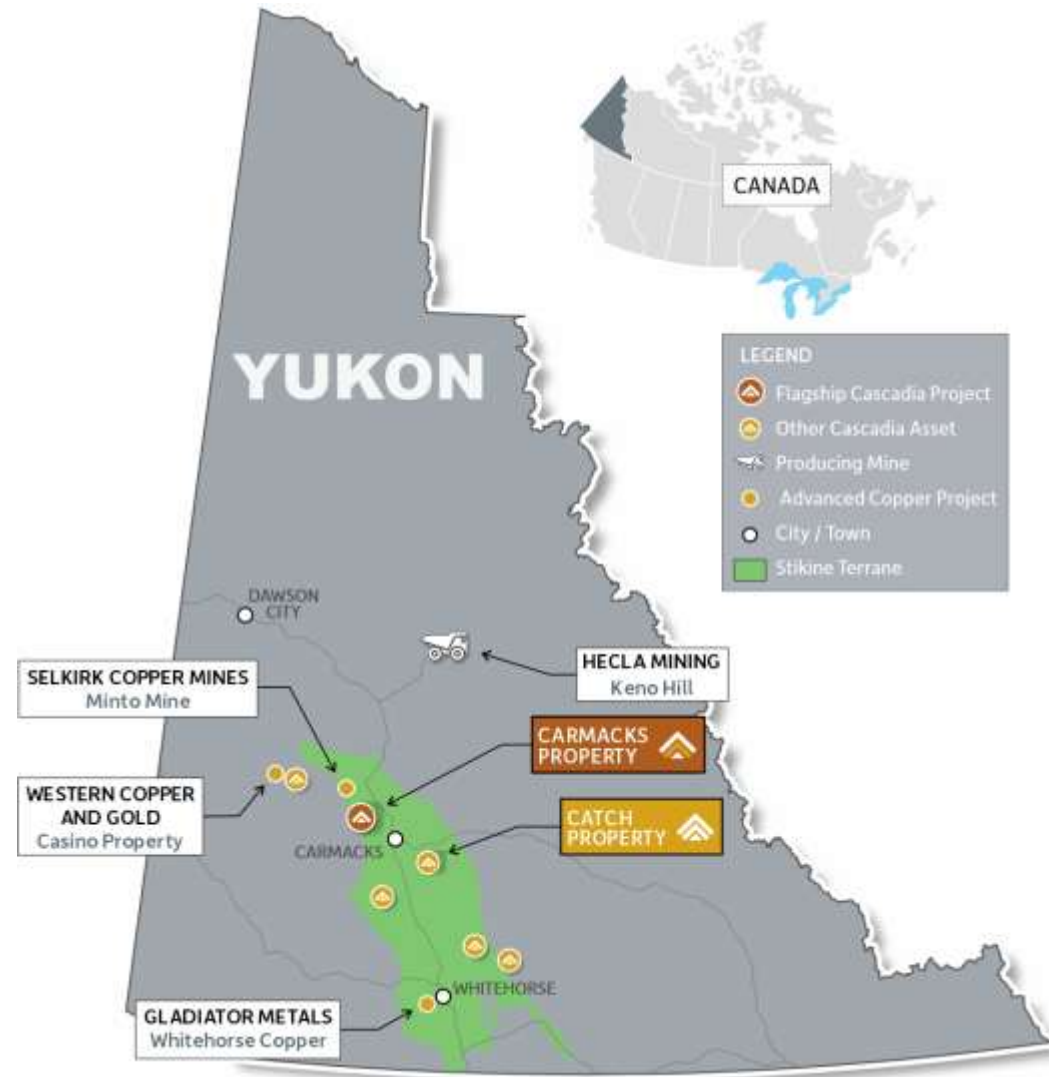 CANADA
YUKON
LEGEND
Flagship Cascadia Project
Other Cascadia Asset
Producing Mine
Advanced Copper Project
City / Town
Stikine Terrane
DAWSON
CITY
SELKIRK COPPER MINES
Minto Mine
HECLA MINING
Keno Hill
CARMACKS
PROPERTY
WESTERN COPPER
AND GOLD
Casino Property
CATCH
PROPERTY
CARMACKS
WHITEHORSE
GLADIATOR METALS
Whitehorse Copper